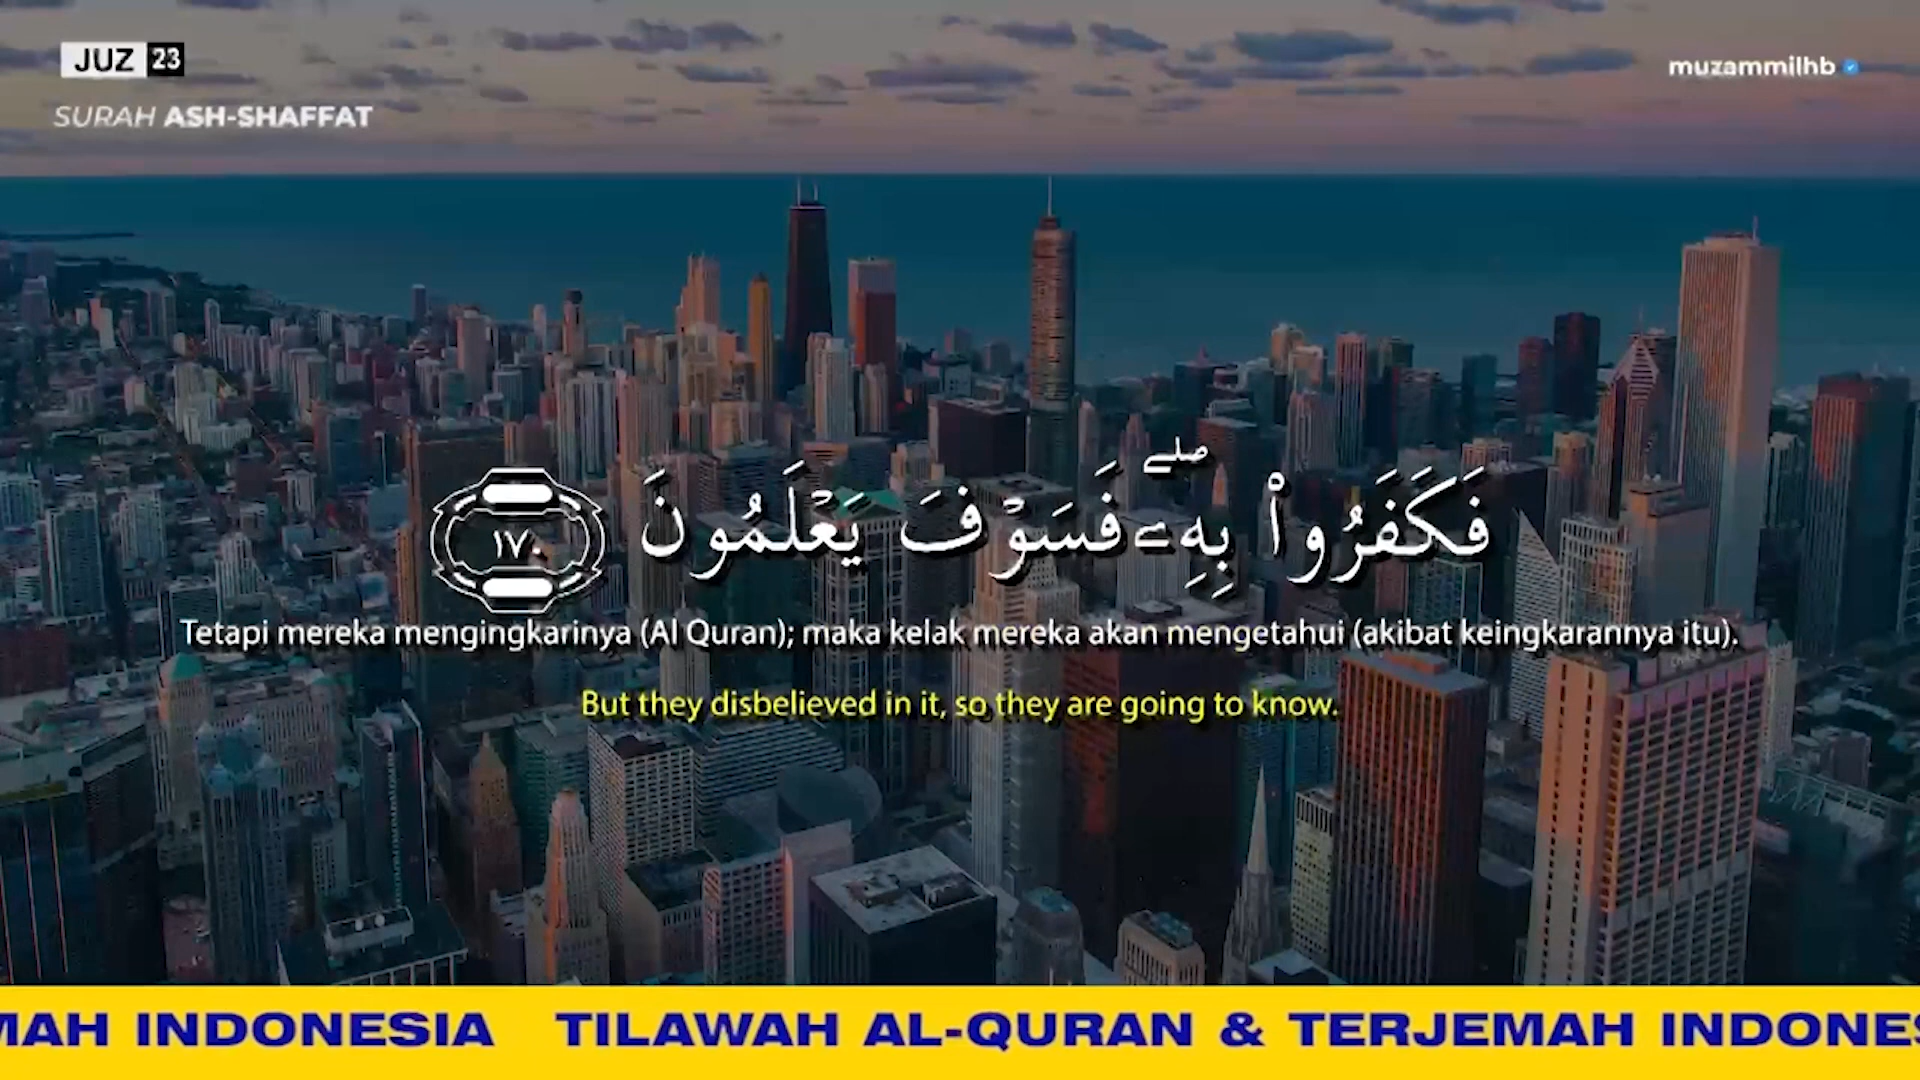 JUZ 23
muzammilhb
SURAH ASH-SHAFFAT
فَكَفَرُوا۟ بِهِۦ ۖ فَسَوْفَ يَعْلَمُونَ ١٧٠
Tetapi mereka mengingkarinya (Al Quran); maka kelak mereka akan mengetahui (akibat keingkarannya itu).
But they disbelieved in it, so they are going to know.
MAH INDONESIA TILAWAH AL-QURAN & TERJEMAH INDONES